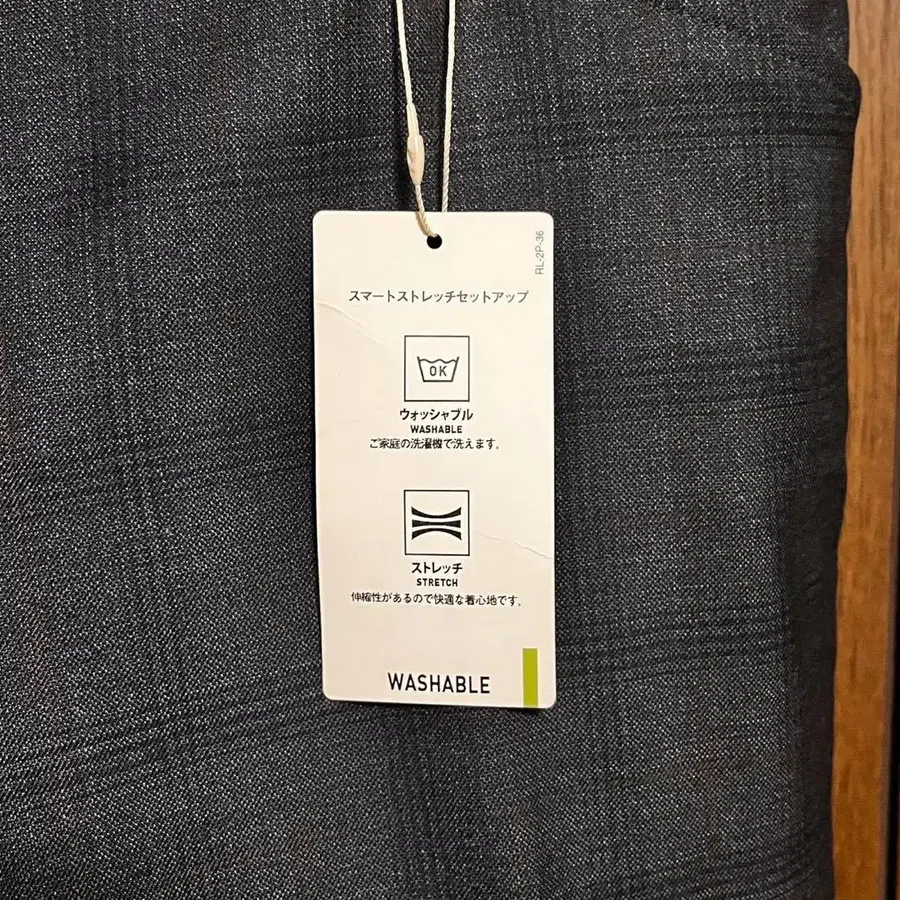 RL-2P-36
スマートストレッチセットアップ
OK
ウォッシャブル
WASHABLE
ご家庭の洗濯機で洗えます。
ストレッチ
STRETCH
伸縮性があるので快適な着心地です。
WASHABLE